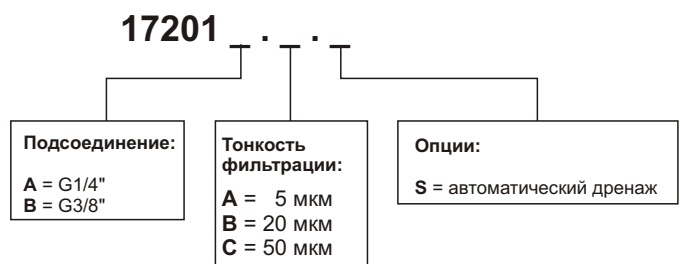 17201 _ . _ . _
Подсоединение:
A = G1/4"
B = G3/8"
Тонкость
фильтрации:
A = 5 мкм
B = 20 мкм
C = 50 мкм
Опции:
S = автоматический дренаж